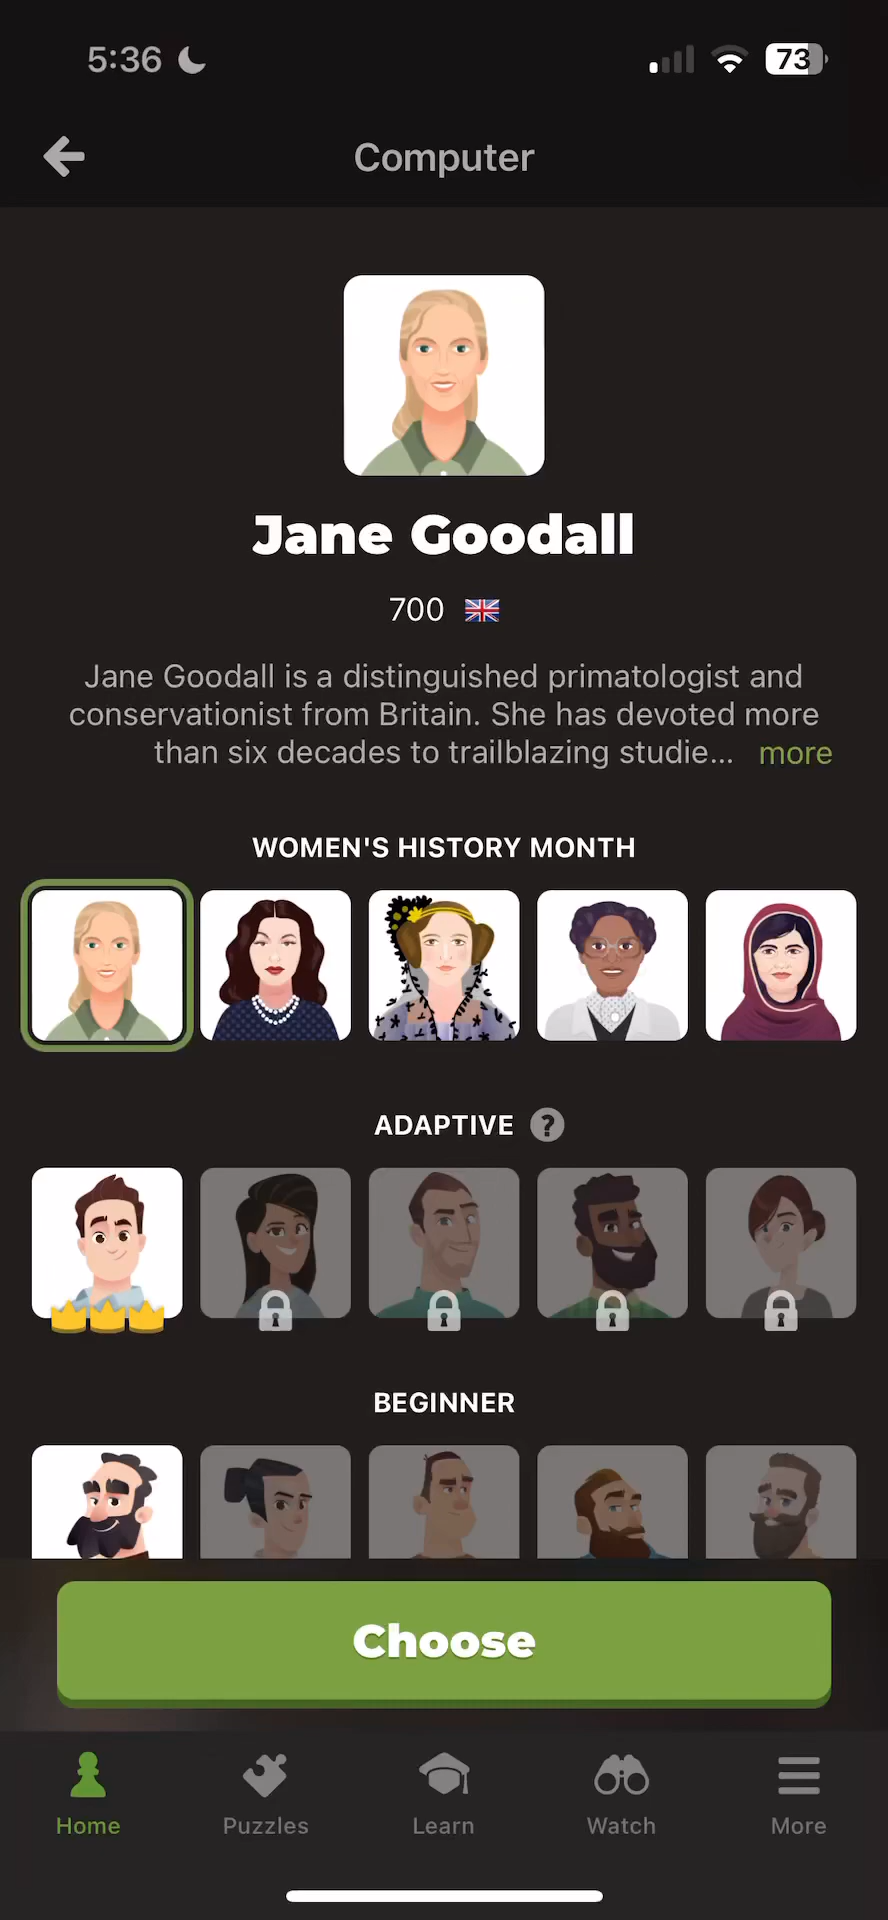 5:36
73
Computer
Jane Goodall
700
Jane Goodall is a distinguished primatologist and
conservationist from Britain. She has devoted more
than six decades to trailblazing studie... more
WOMEN'S HISTORY MONTH
ADAPTIVE ?
BEGINNER
Choose
Home Puzzles Learn Watch More